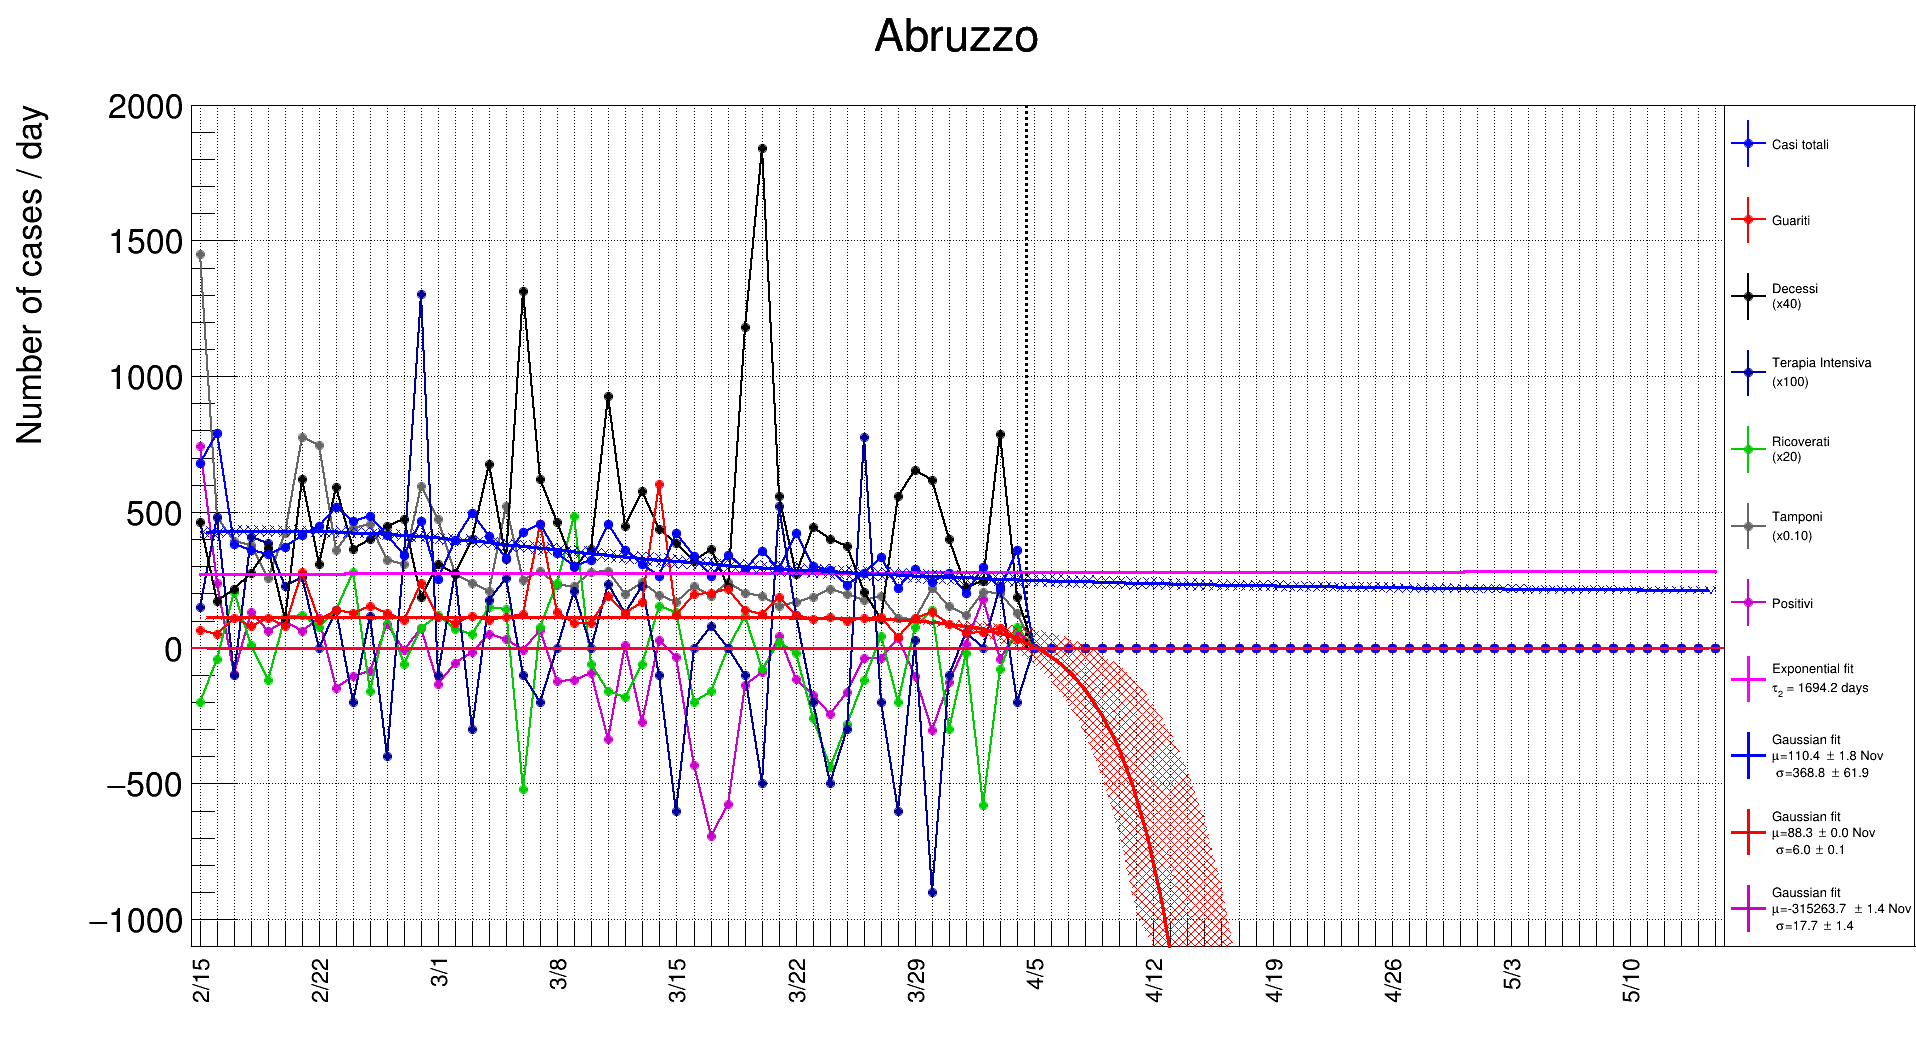 Abruzzo
Number of cases / day
2000
1500
1000
500
0
−500
−1000
2/15
2/22
3/1
3/8
3/15
3/22
3/29
4/5
4/12
4/19
4/26
5/3
5/10
Casi totali
Guariti
Decessi
(x40)
Terapia Intensiva
(x100)
Ricoverati
(x20)
Tamponi
(x0.10)
Positivi
Exponential fit
τ₂ = 1694.2 days
Gaussian fit
μ=110.4 ± 1.8 Nov
σ=368.8 ± 61.9
Gaussian fit
μ=88.3 ± 0.0 Nov
σ=6.0 ± 0.1
Gaussian fit
μ=-315263.7 ± 1.4 Nov
σ=17.7 ± 1.4